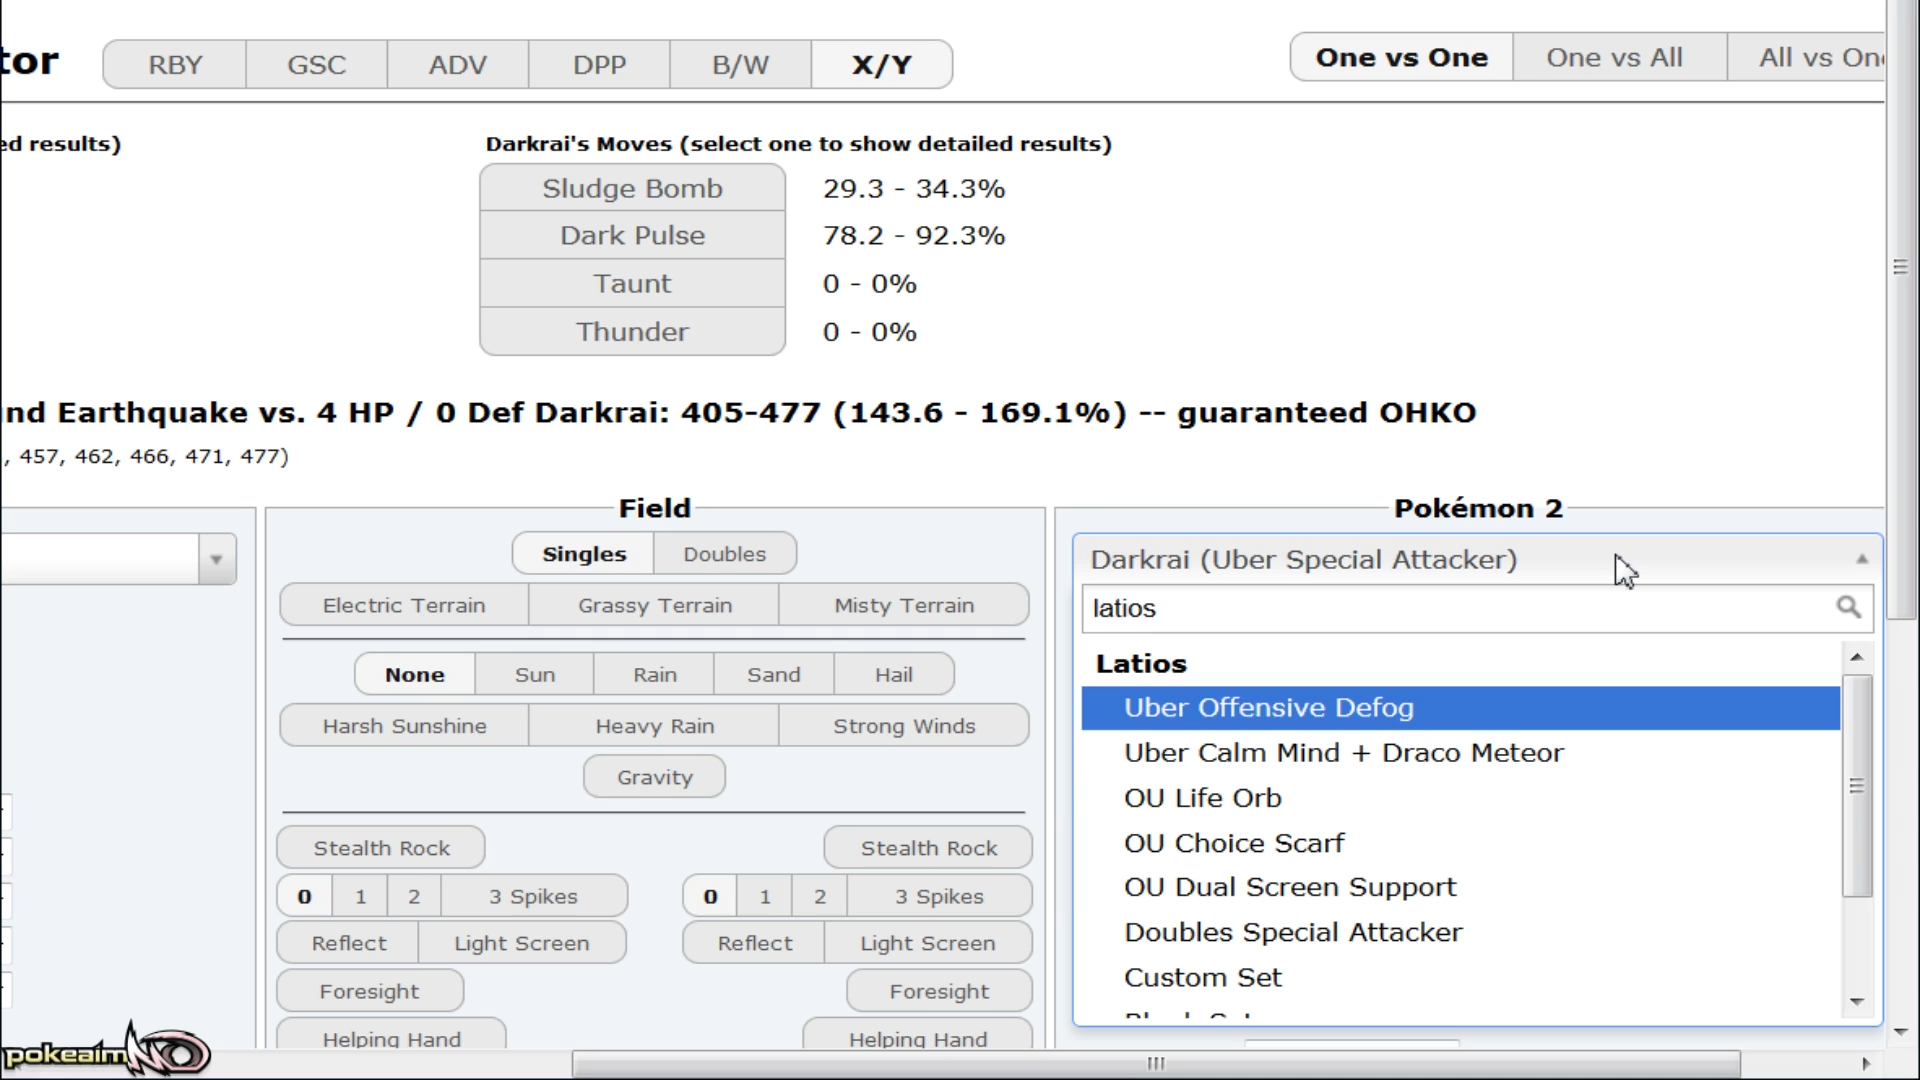 tor
RBY GSC ADV DPP B/W X/Y
One vs One One vs All All vs On
ed results)
Darkrai's Moves (select one to show detailed results)
Sludge Bomb 29.3 - 34.3%
Dark Pulse 78.2 - 92.3%
Taunt 0 - 0%
Thunder 0 - 0%
nd Earthquake vs. 4 HP / 0 Def Darkrai: 405-477 (143.6 - 169.1%) -- guaranteed OHKO
, 457, 462, 466, 471, 477)
Field
Singles Doubles
Electric Terrain Grassy Terrain Misty Terrain
None Sun Rain Sand Hail
Harsh Sunshine Heavy Rain Strong Winds
Gravity
Stealth Rock Stealth Rock
0 1 2 3 Spikes 0 1 2 3 Spikes
Reflect Light Screen Reflect Light Screen
Foresight Foresight
Helping Hand Helping Hand
Pokémon 2
Darkrai (Uber Special Attacker)
latios
Latios
Uber Offensive Defog
Uber Calm Mind + Draco Meteor
OU Life Orb
OU Choice Scarf
OU Dual Screen Support
Doubles Special Attacker
Custom Set
pokeaimMD